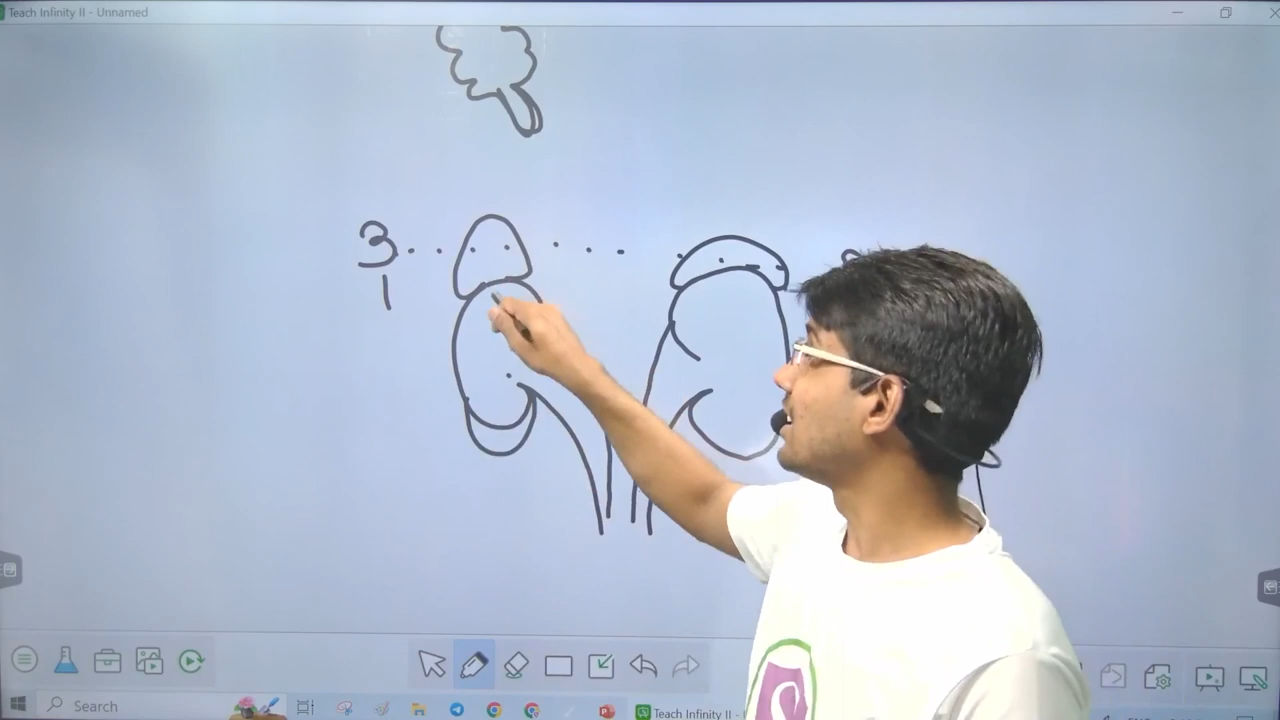 Teach Infinity II - Unnamed
3
1
Search
Teach Infinity II -